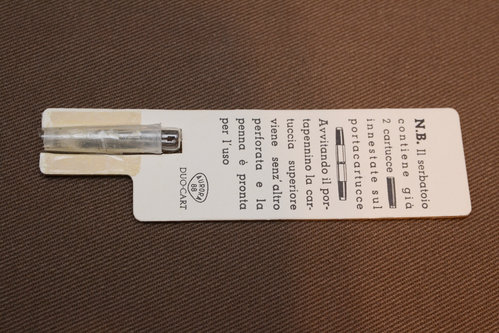 N.B. Il serbatoio
contiene già
2 cartucce
innestate sul
portacartucce
Avvitando il por-
tapennino la car-
tuccia superiore
viene senz'altro
perforata e la
penna è pronta
per l'uso
AURORA
88
DUO-CART